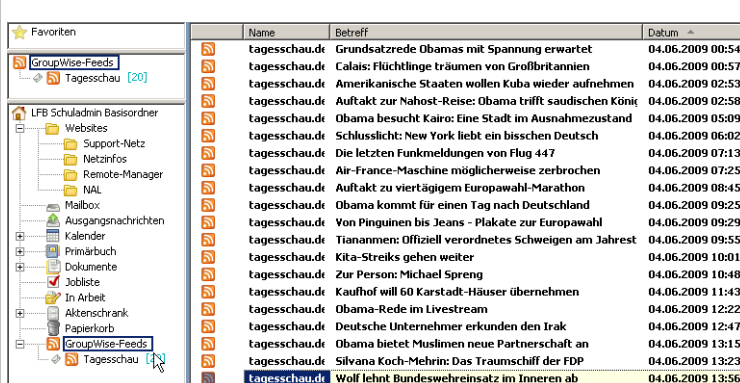 Favoriten
GroupWise-Feeds
Tagesschau [20]
LFB Schuladmin Basisordner
Websites
Support-Netz
Netzinfos
Remote-Manager
NAL
Mailbox
Ausgangsnachrichten
Kalender
Primärbuch
Dokumente
Jobliste
In Arbeit
Aktenschrank
Papierkorb
GroupWise-Feeds
Tagesschau
Name Betreff Datum
tagesschau.de Grundsatzrede Obamas mit Spannung erwartet 04.06.2009 00:54
tagesschau.de Calais: Flüchtlinge träumen von Großbritannien 04.06.2009 00:57
tagesschau.de Amerikanische Staaten wollen Kuba wieder aufnehmen 04.06.2009 02:53
tagesschau.de Auftakt zur Nahost-Reise: Obama trifft saudischen König 04.06.2009 02:58
tagesschau.de Obama besucht Kairo: Eine Stadt im Ausnahmezustand 04.06.2009 05:09
tagesschau.de Schlusslicht: New York liebt ein bisschen Deutsch 04.06.2009 06:02
tagesschau.de Die letzten Funkmeldungen von Flug 447 04.06.2009 07:13
tagesschau.de Air-France-Maschine möglicherweise zerbrochen 04.06.2009 07:25
tagesschau.de Auftakt zu viertägigem Europawahl-Marathon 04.06.2009 08:45
tagesschau.de Obama kommt für einen Tag nach Deutschland 04.06.2009 09:25
tagesschau.de Von Pinguinen bis Jeans - Plakate zur Europawahl 04.06.2009 09:29
tagesschau.de Tiananmen: Offiziell verordnetes Schweigen am Jahrest 04.06.2009 09:55
tagesschau.de Kita-Streiks gehen weiter 04.06.2009 10:01
tagesschau.de Zur Person: Michael Spreng 04.06.2009 10:48
tagesschau.de Kaufhof will 60 Karstadt-Häuser übernehmen 04.06.2009 11:43
tagesschau.de Obama-Rede im Livestream 04.06.2009 12:22
tagesschau.de Deutsche Unternehmer erkunden den Irak 04.06.2009 12:47
tagesschau.de Obama bietet Muslimen neue Partnerschaft an 04.06.2009 13:15
tagesschau.de Silvana Koch-Mehrin: Das Traumschiff der FDP 04.06.2009 13:23
tagesschau.de Wolf lehnt Bundeswehreinsatz im Inneren ab 04.06.2009 13:56